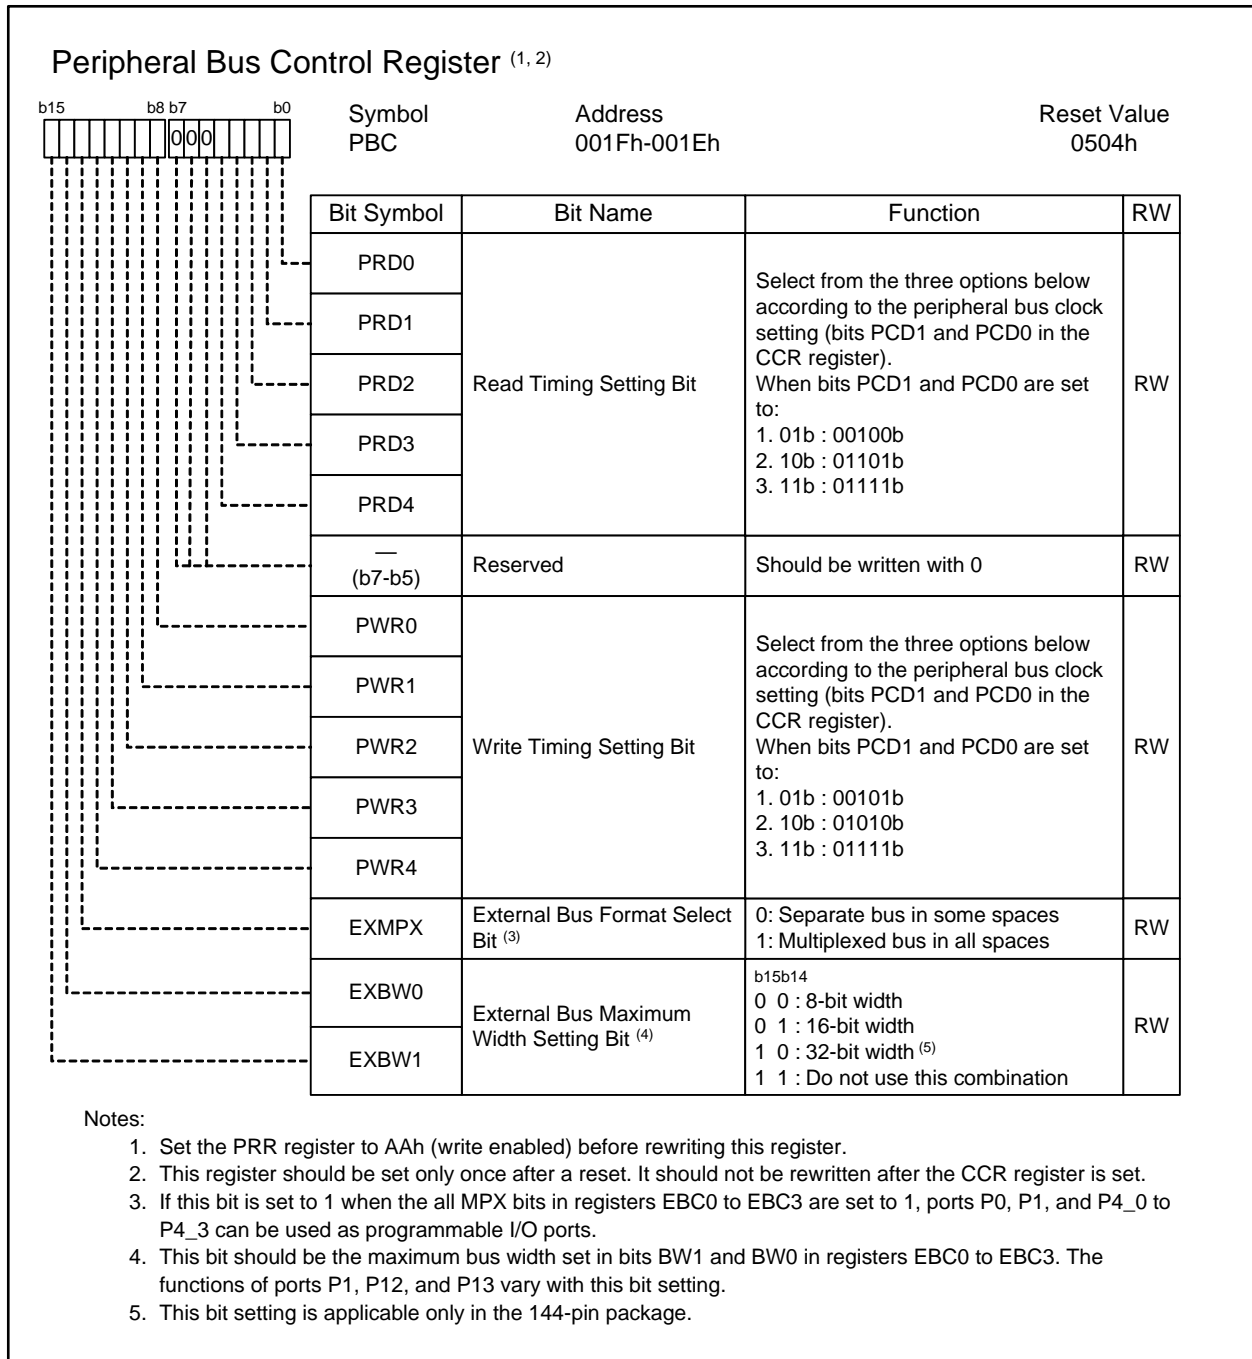 Peripheral Bus Control Register (1, 2)
b15 b8 b7 b0
0 0 0
Symbol Address Reset Value
PBC 001Fh-001Eh 0504h
Bit Symbol Bit Name Function RW
PRD0
PRD1
PRD2
PRD3
PRD4
Read Timing Setting Bit
Select from the three options below
according to the peripheral bus clock
setting (bits PCD1 and PCD0 in the
CCR register).
When bits PCD1 and PCD0 are set
to:
1. 01b : 00100b
2. 10b : 01101b
3. 11b : 01111b
RW
—
(b7-b5)
Reserved
Should be written with 0
RW
PWR0
PWR1
PWR2
PWR3
PWR4
Write Timing Setting Bit
Select from the three options below
according to the peripheral bus clock
setting (bits PCD1 and PCD0 in the
CCR register).
When bits PCD1 and PCD0 are set
to:
1. 01b : 00101b
2. 10b : 01010b
3. 11b : 01111b
RW
EXMPX
External Bus Format Select
Bit (3)
0: Separate bus in some spaces
1: Multiplexed bus in all spaces
RW
EXBW0
EXBW1
External Bus Maximum
Width Setting Bit (4)
b15b14
0 0 : 8-bit width
0 1 : 16-bit width
1 0 : 32-bit width (5)
1 1 : Do not use this combination
RW
Notes:
1. Set the PRR register to AAh (write enabled) before rewriting this register.
2. This register should be set only once after a reset. It should not be rewritten after the CCR register is set.
3. If this bit is set to 1 when the all MPX bits in registers EBC0 to EBC3 are set to 1, ports P0, P1, and P4_0 to
P4_3 can be used as programmable I/O ports.
4. This bit should be the maximum bus width set in bits BW1 and BW0 in registers EBC0 to EBC3. The
functions of ports P1, P12, and P13 vary with this bit setting.
5. This bit setting is applicable only in the 144-pin package.